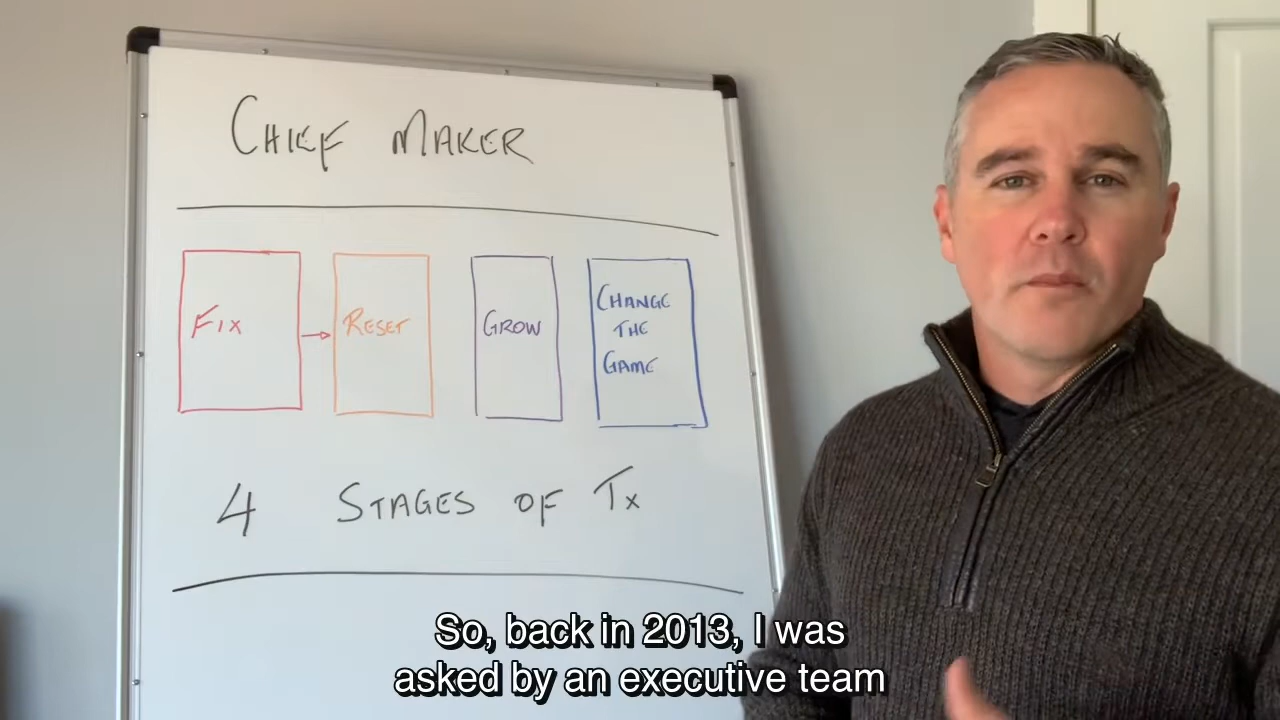 CHIEF MAKER
FIX
RESET
GROW
CHANGE
THE
GAME
4 STAGES OF Tx
So, back in 2013, I was
asked by an executive team